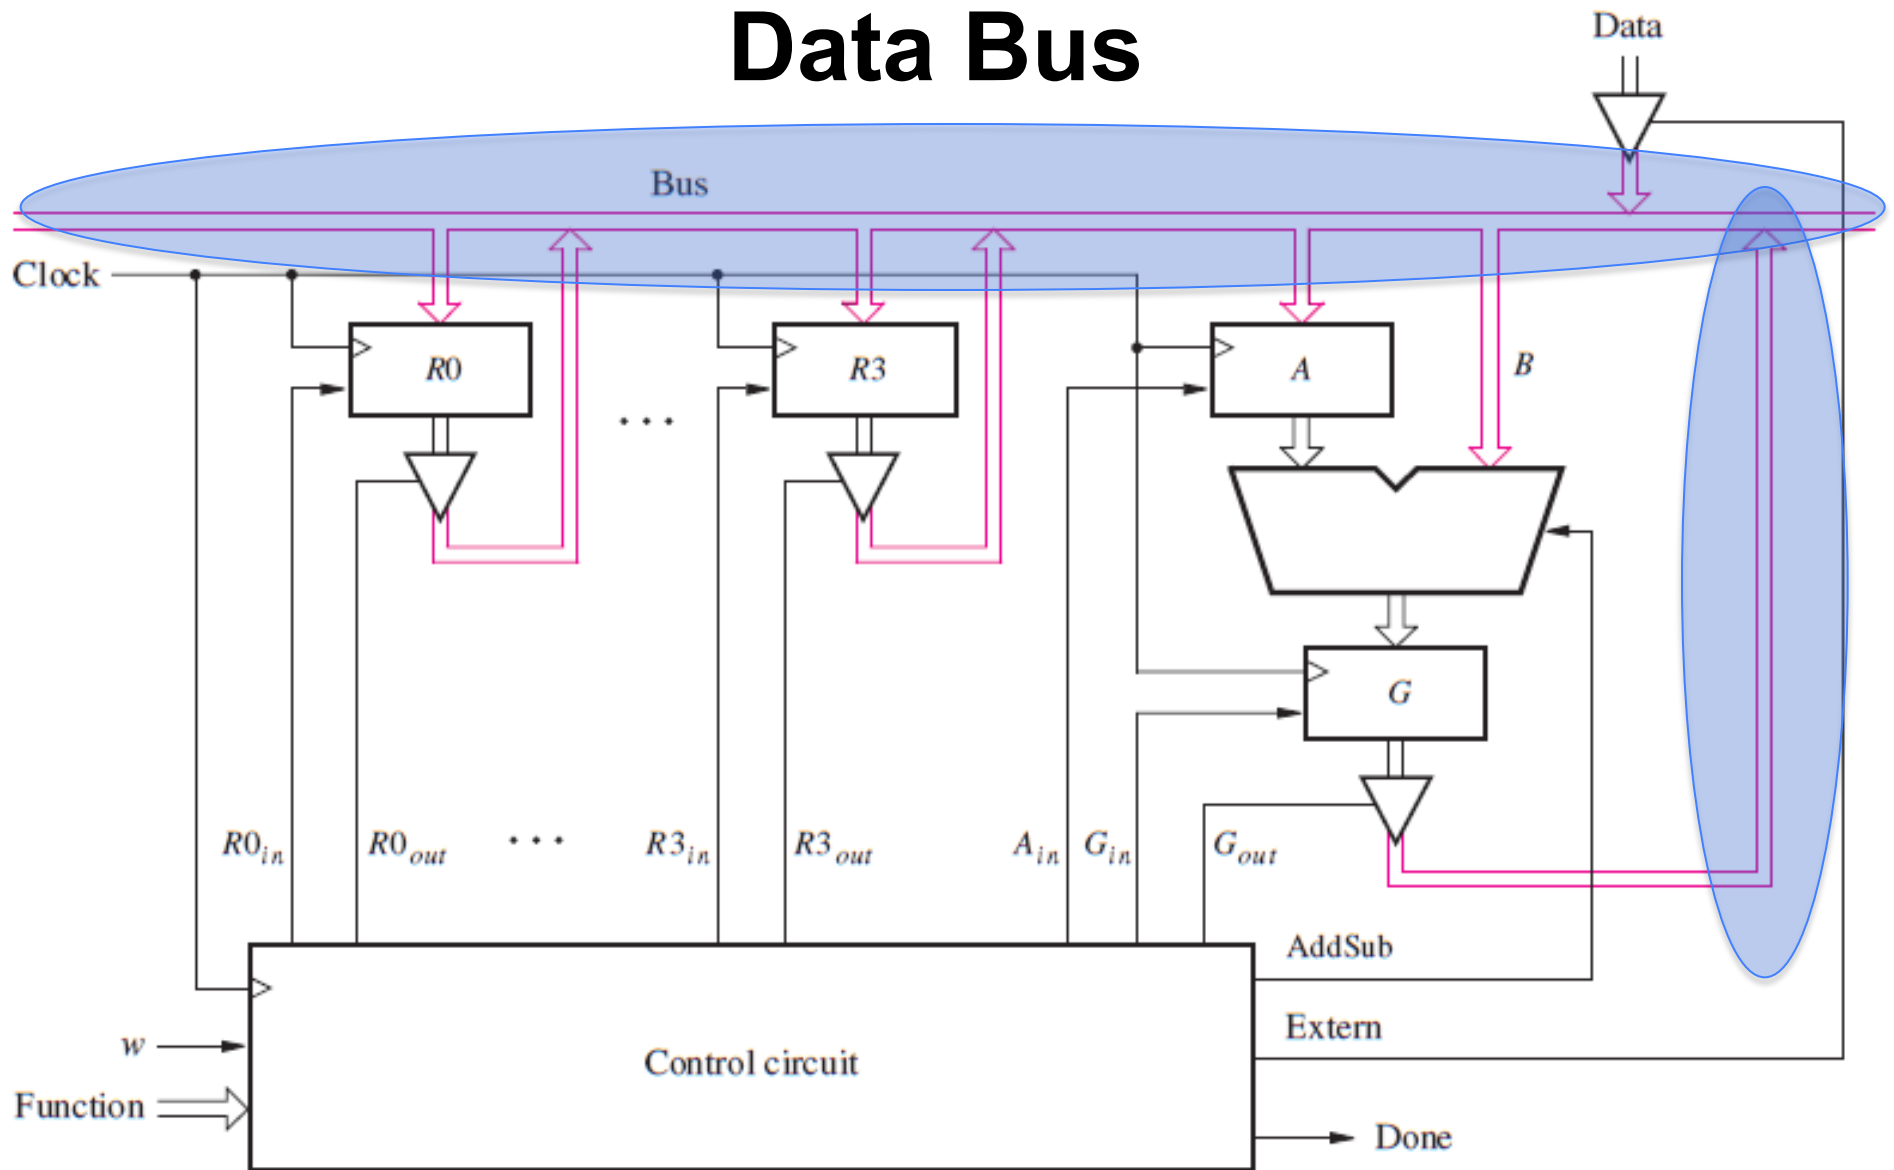 Data Bus
Data
Bus
Clock
R0
R3
A
B
. . .
G
R0in
R0out
. . .
R3in
R3out
Ain
Gin
Gout
AddSub
Extern
w
Control circuit
Function
Done